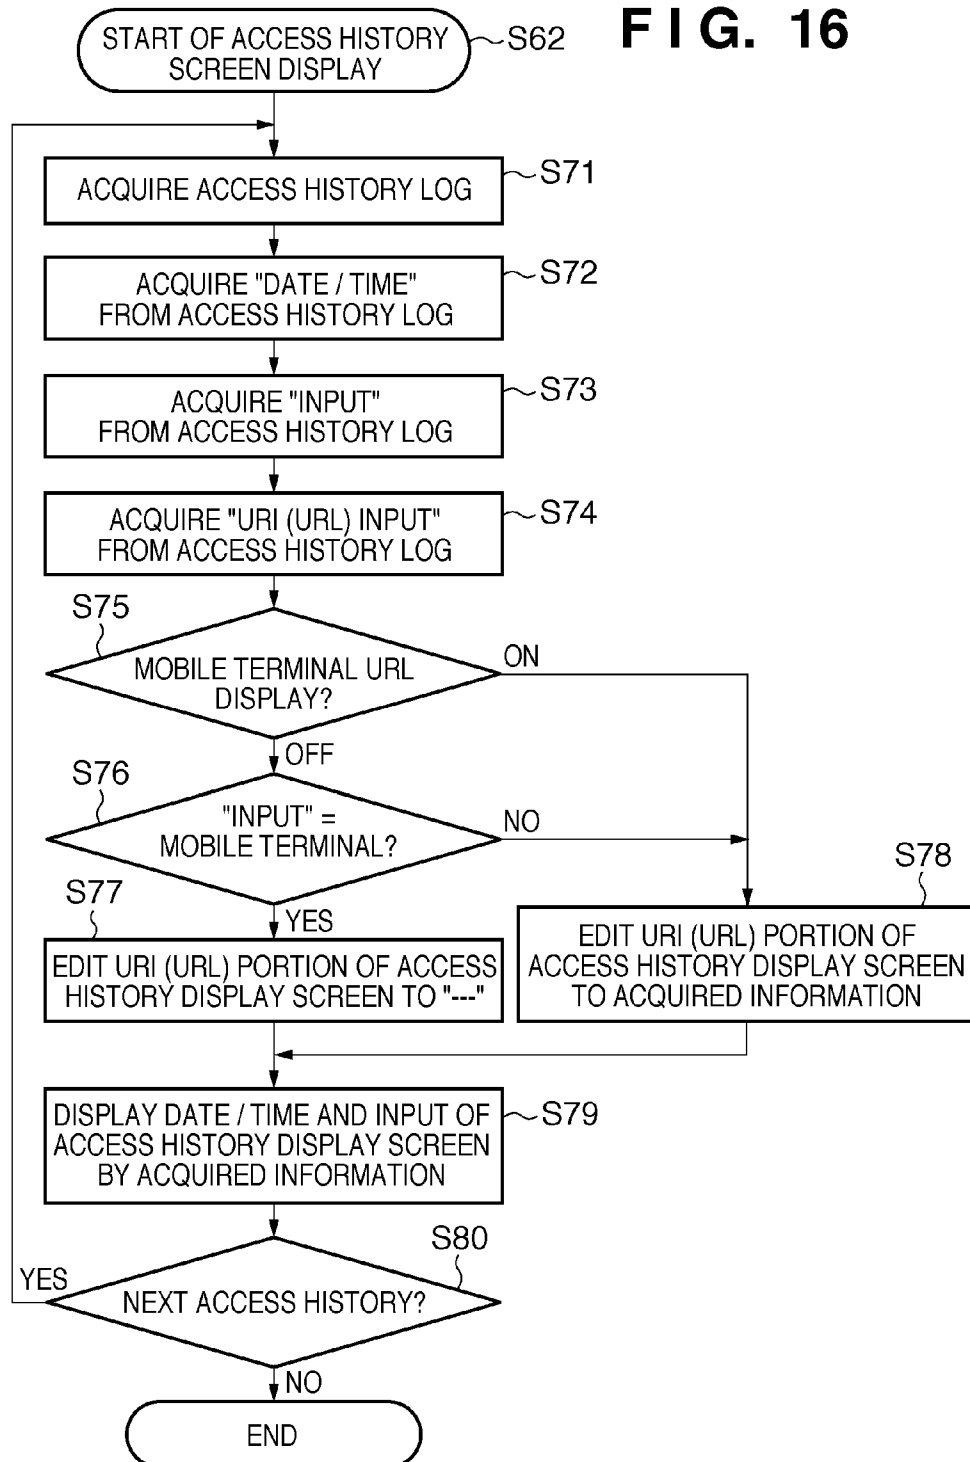 FIG. 16
START OF ACCESS HISTORY
SCREEN DISPLAY
S62
S71
ACQUIRE ACCESS HISTORY LOG
S72
ACQUIRE "DATE / TIME"
FROM ACCESS HISTORY LOG
S73
ACQUIRE "INPUT"
FROM ACCESS HISTORY LOG
S74
ACQUIRE "URI (URL) INPUT"
FROM ACCESS HISTORY LOG
S75
MOBILE TERMINAL URL
DISPLAY?
ON
OFF
S76
"INPUT" =
MOBILE TERMINAL?
NO
YES
S77
EDIT URI (URL) PORTION OF ACCESS
HISTORY DISPLAY SCREEN TO "---"
S78
EDIT URI (URL) PORTION OF
ACCESS HISTORY DISPLAY SCREEN
TO ACQUIRED INFORMATION
S79
DISPLAY DATE / TIME AND INPUT OF
ACCESS HISTORY DISPLAY SCREEN
BY ACQUIRED INFORMATION
S80
YES
NEXT ACCESS HISTORY?
NO
END